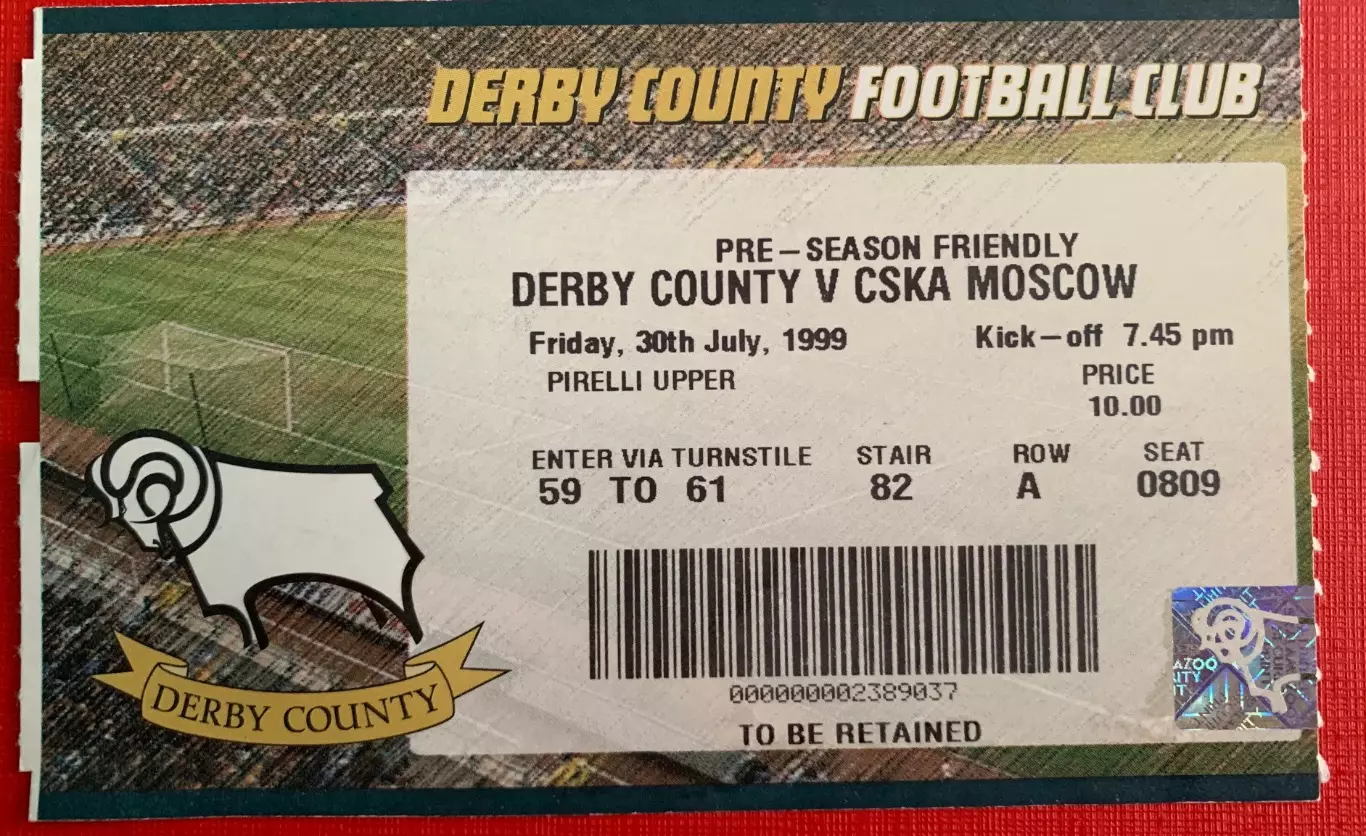 DERBY COUNTY FOOTBALL CLUB
PRE-SEASON FRIENDLY
DERBY COUNTY V CSKA MOSCOW
Friday, 30th July, 1999 Kick-off 7.45 pm
PIRELLI UPPER PRICE
10.00
ENTER VIA TURNSTILE STAIR ROW SEAT
59 TO 61 82 A 0809
000000002389037
TO BE RETAINED
DERBY COUNTY